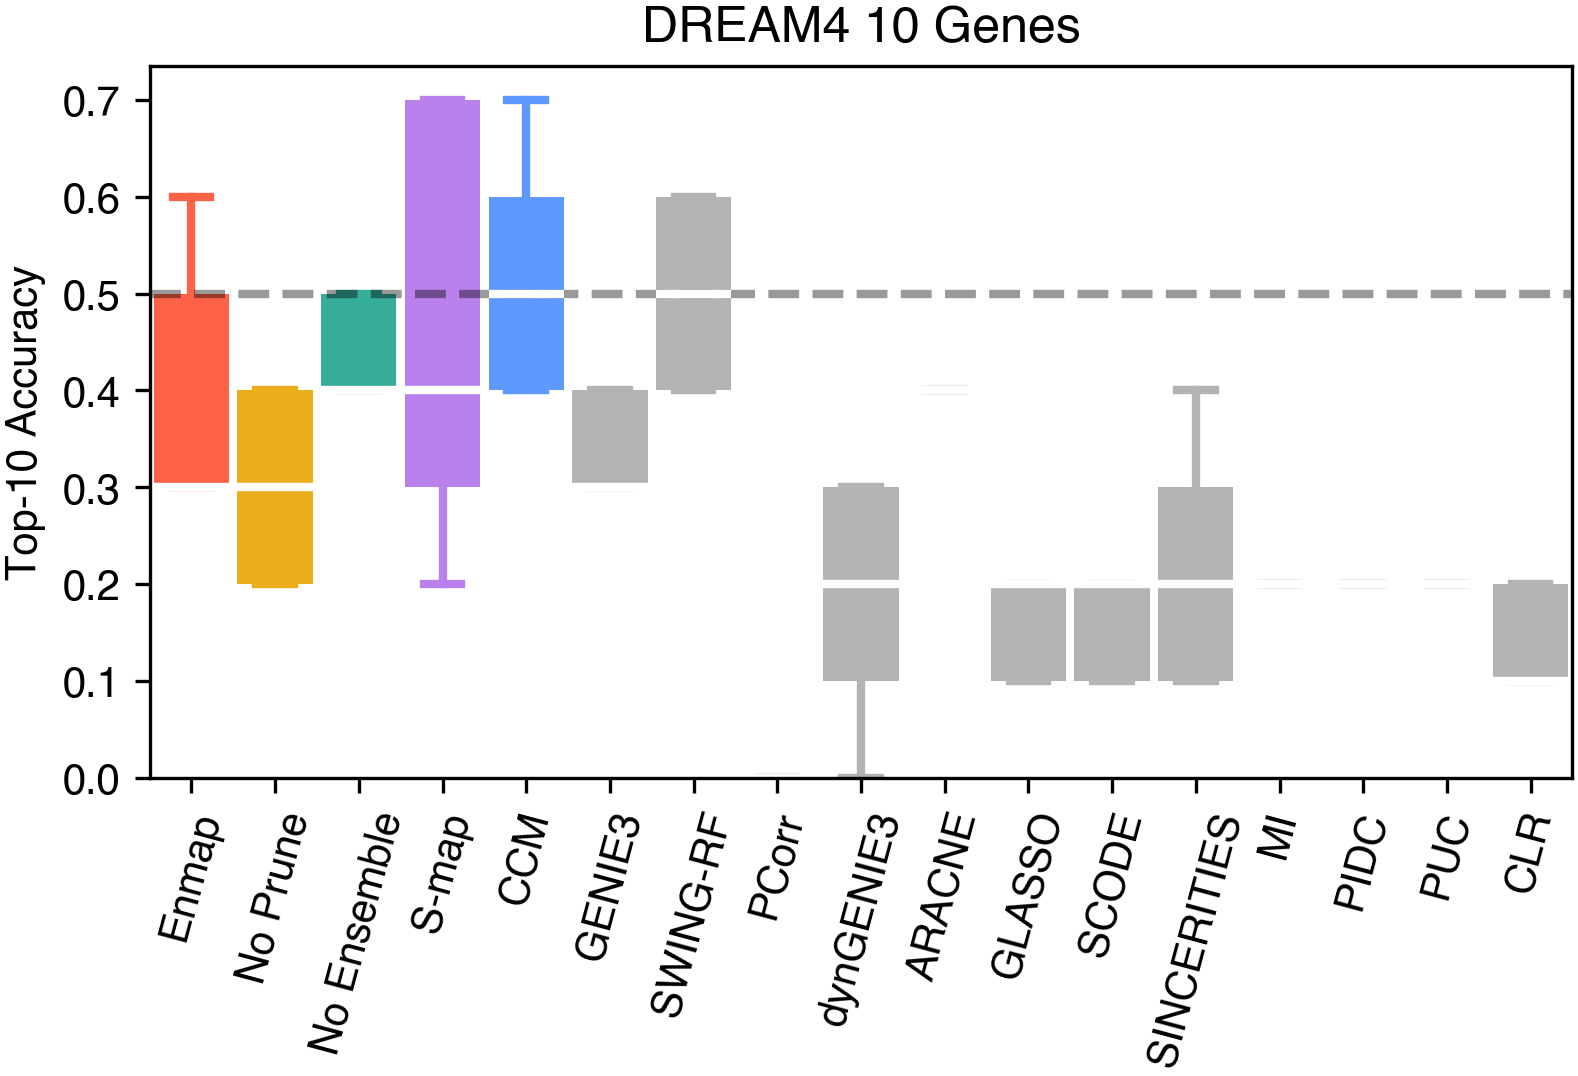 DREAM4 10 Genes
Top-10 Accuracy
0.7
0.6
0.5
0.4
0.3
0.2
0.1
0.0
Enmap
No Prune
No Ensemble
S-map
CCM
GENIE3
SWING-RF
PCorr
dynGENIE3
ARACNE
GLASSO
SCODE
SINCERITIES
MI
PIDC
PUC
CLR